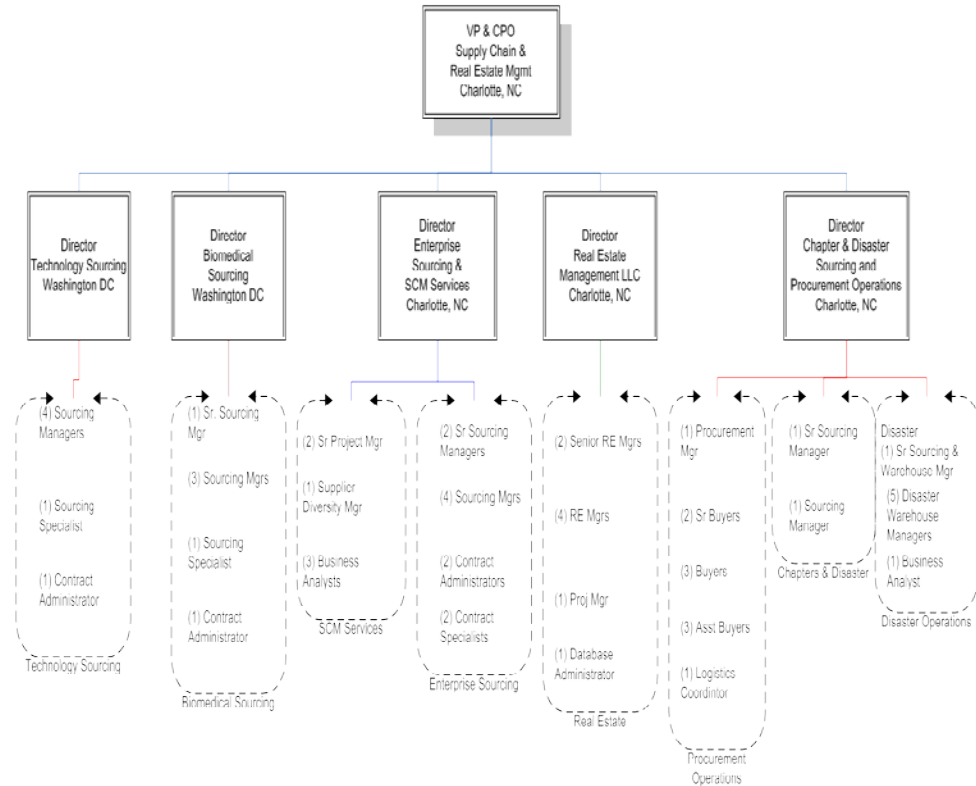 VP & CPO
Supply Chain &
Real Estate Mgmt
Charlotte, NC
Director
Technology Sourcing
Washington DC
Director
Biomedical
Sourcing
Washington DC
Director
Enterprise
Sourcing &
SCM Services
Charlotte, NC
Director
Real Estate
Management LLC
Charlotte, NC
Director
Chapter & Disaster
Sourcing and
Procurement Operations
Charlotte, NC
(4) Sourcing
Managers
(1) Sourcing
Specialist
(1) Contract
Administrator
Technology Sourcing
(1) Sr. Sourcing
Mgr
(3) Sourcing Mgrs
(1) Sourcing
Specialist
(1) Contract
Administrator
Biomedical Sourcing
(2) Sr Project Mgr
(1) Supplier
Diversity Mgr
(3) Business
Analysts
SCM Services
(2) Sr Sourcing
Managers
(4) Sourcing Mgrs
(2) Contract
Administrators
(2) Contract
Specialists
Enterprise Sourcing
(2) Senior RE Mgrs
(4) RE Mgrs
(1) Proj Mgr
(1) Database
Administrator
Real Estate
(1) Procurement
Mgr
(2) Sr Buyers
(3) Buyers
(3) Asst Buyers
(1) Logistics
Coordintor
Procurement
Operations
(1) Sr Sourcing
Manager
(1) Sourcing
Manager
Chapters & Disaster
Disaster
(1) Sr Sourcing &
Warehouse Mgr
(5) Disaster
Warehouse
Managers
(1) Business
Analyst
Disaster Operations